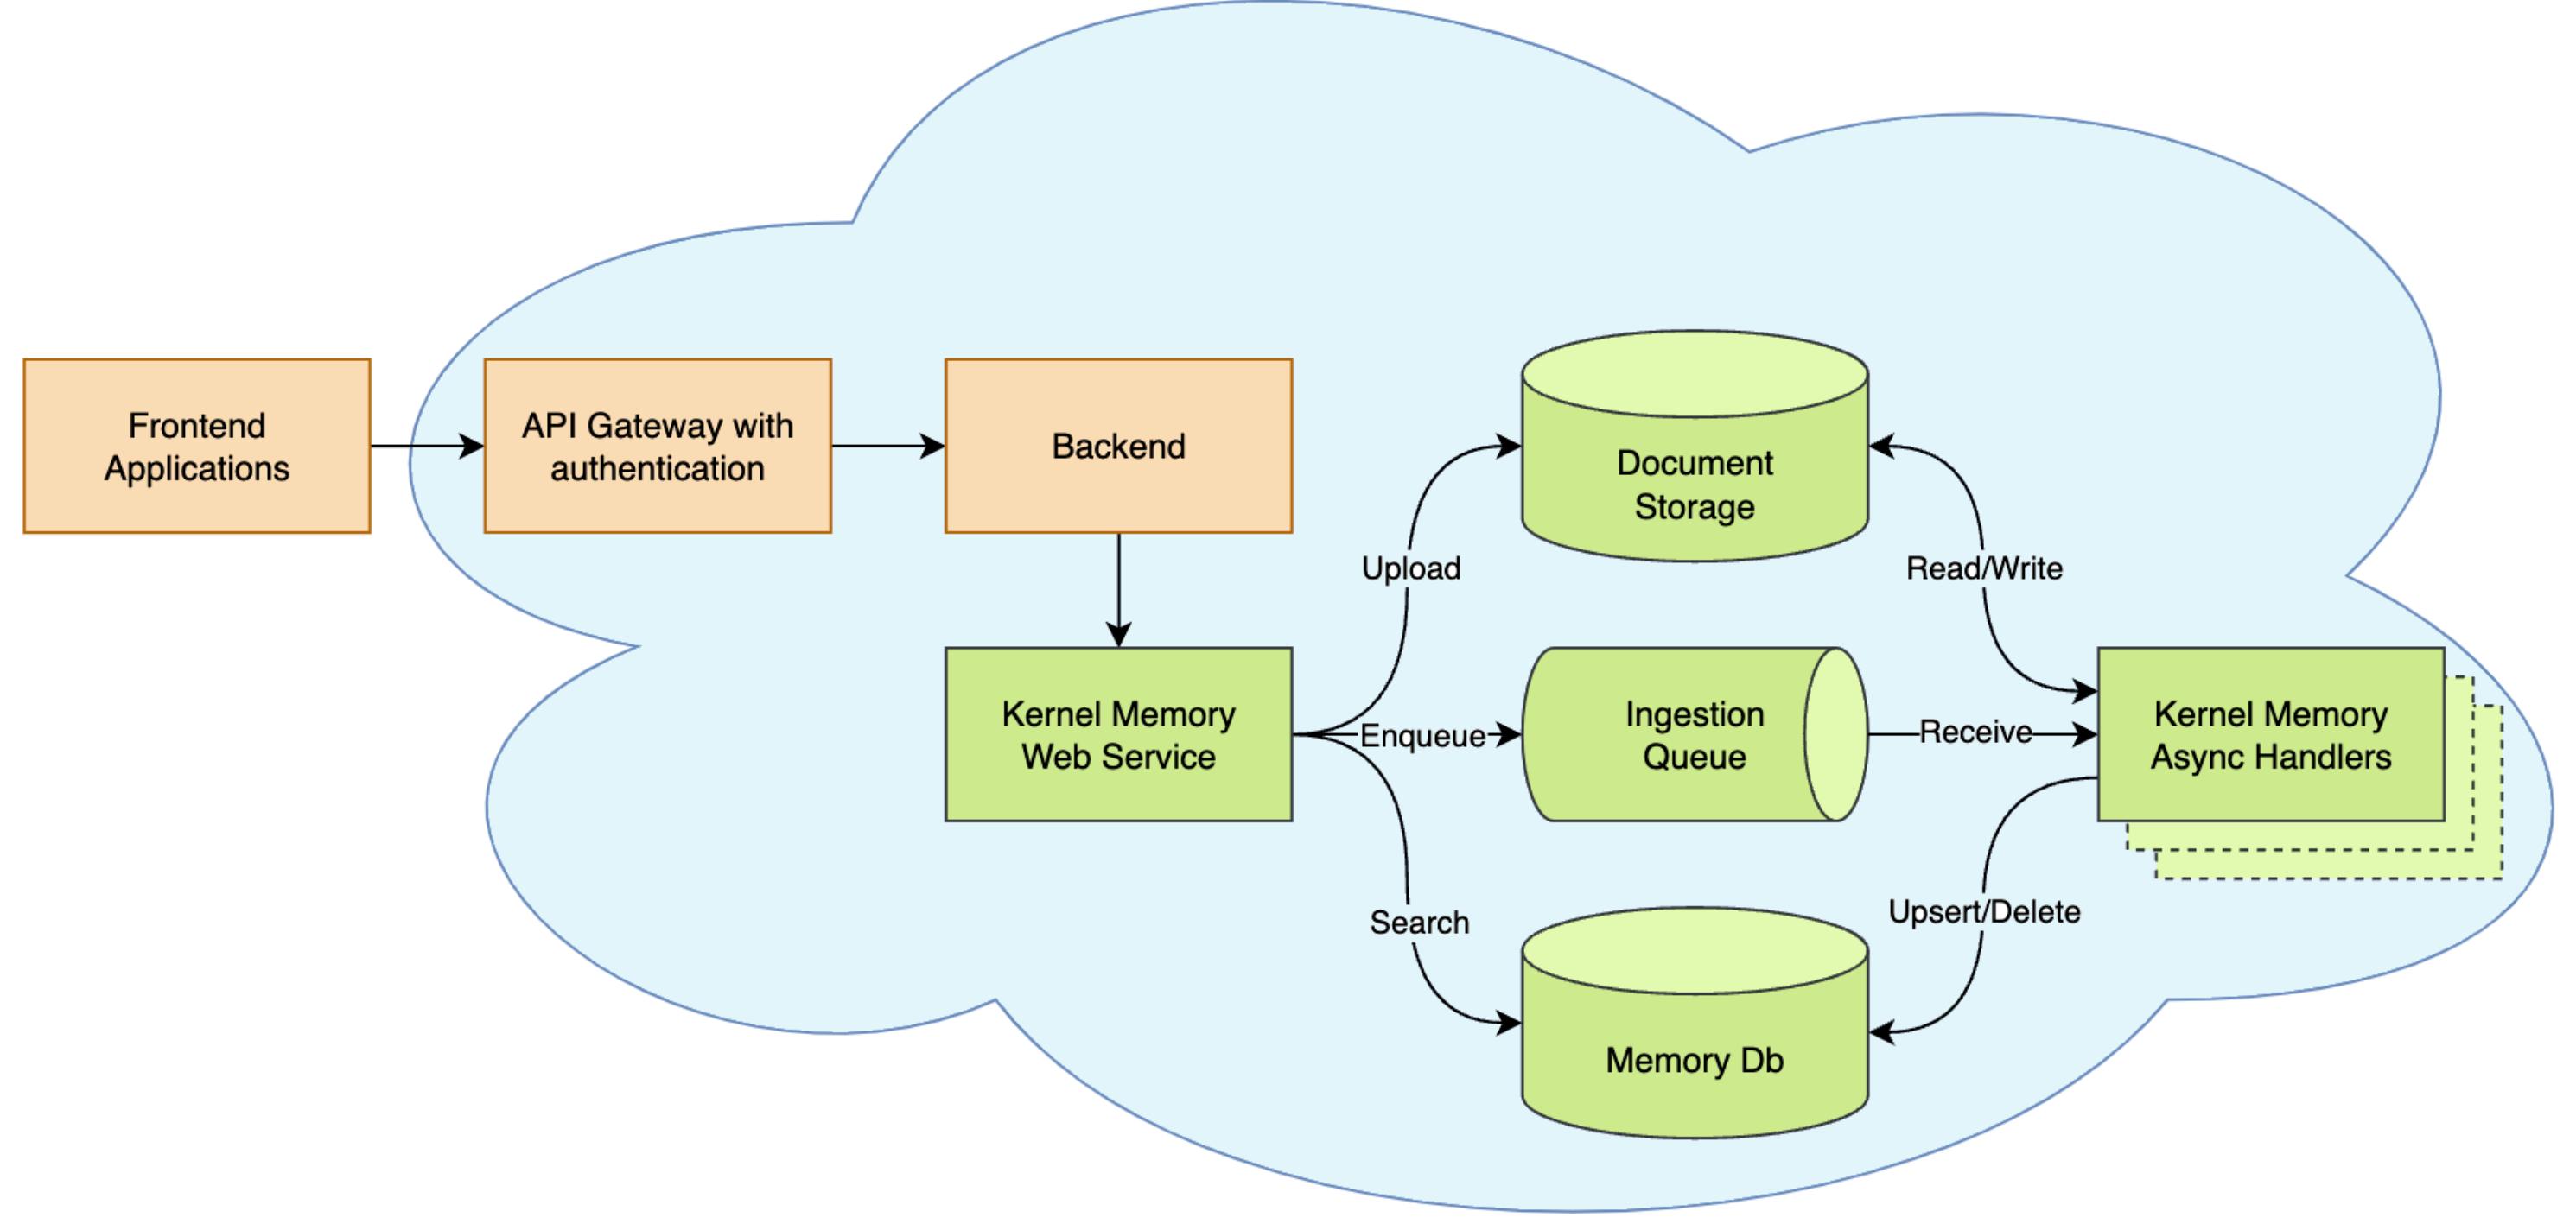 Frontend
Applications
API Gateway with
authentication
Backend
Document
Storage
Upload
Read/Write
Kernel Memory
Web Service
Enqueue
Ingestion
Queue
Receive
Kernel Memory
Async Handlers
Search
Upsert/Delete
Memory Db